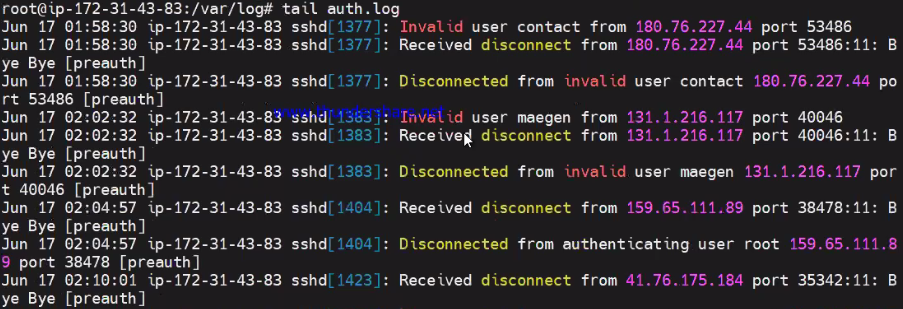 root@ip-172-31-43-83:/var/log# tail auth.log
Jun 17 01:58:30 ip-172-31-43-83 sshd[1377]: Invalid user contact from 180.76.227.44 port 53486
Jun 17 01:58:30 ip-172-31-43-83 sshd[1377]: Received disconnect from 180.76.227.44 port 53486:11: B
ye Bye [preauth]
Jun 17 01:58:30 ip-172-31-43-83 sshd[1377]: Disconnected from invalid user contact 180.76.227.44 po
rt 53486 [preauth]
Jun 17 02:02:32 ip-172-31-43-83 sshd[1383]: Invalid user maegen from 131.1.216.117 port 40046
Jun 17 02:02:32 ip-172-31-43-83 sshd[1383]: Received disconnect from 131.1.216.117 port 40046:11: B
ye Bye [preauth]
Jun 17 02:02:32 ip-172-31-43-83 sshd[1383]: Disconnected from invalid user maegen 131.1.216.117 por
t 40046 [preauth]
Jun 17 02:04:57 ip-172-31-43-83 sshd[1404]: Received disconnect from 159.65.111.89 port 38478:11: B
ye Bye [preauth]
Jun 17 02:04:57 ip-172-31-43-83 sshd[1404]: Disconnected from authenticating user root 159.65.111.8
9 port 38478 [preauth]
Jun 17 02:10:01 ip-172-31-43-83 sshd[1423]: Received disconnect from 41.76.175.184 port 35342:11: B
ye Bye [preauth]